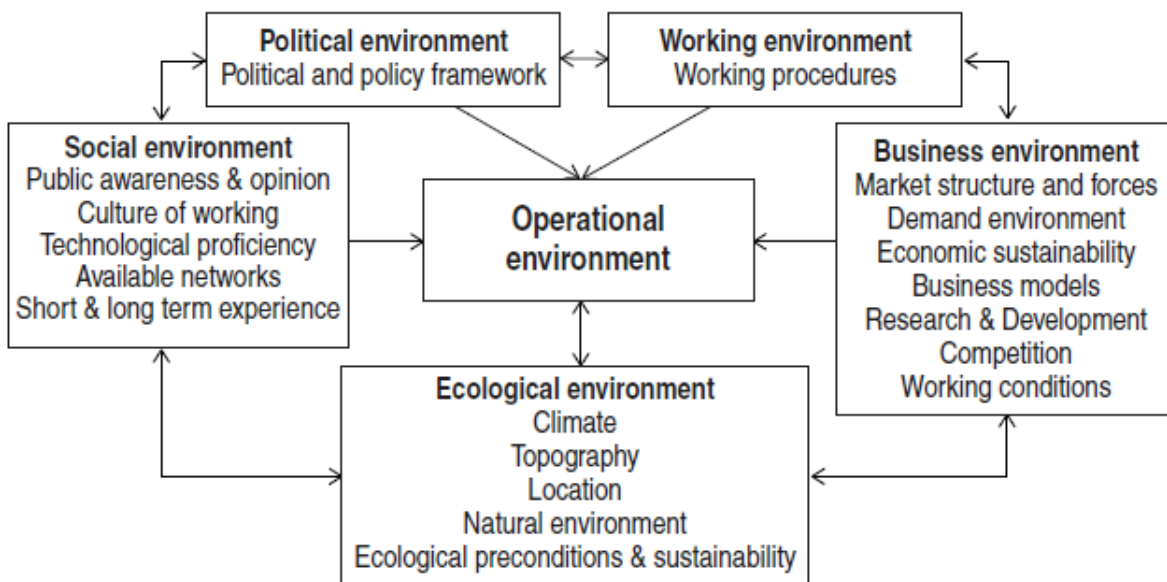 Political environment
Political and policy framework
Working environment
Working procedures
Social environment
Public awareness & opinion
Culture of working
Technological proficiency
Available networks
Short & long term experience
Operational
environment
Business environment
Market structure and forces
Demand environment
Economic sustainability
Business models
Research & Development
Competition
Working conditions
Ecological environment
Climate
Topography
Location
Natural environment
Ecological preconditions & sustainability